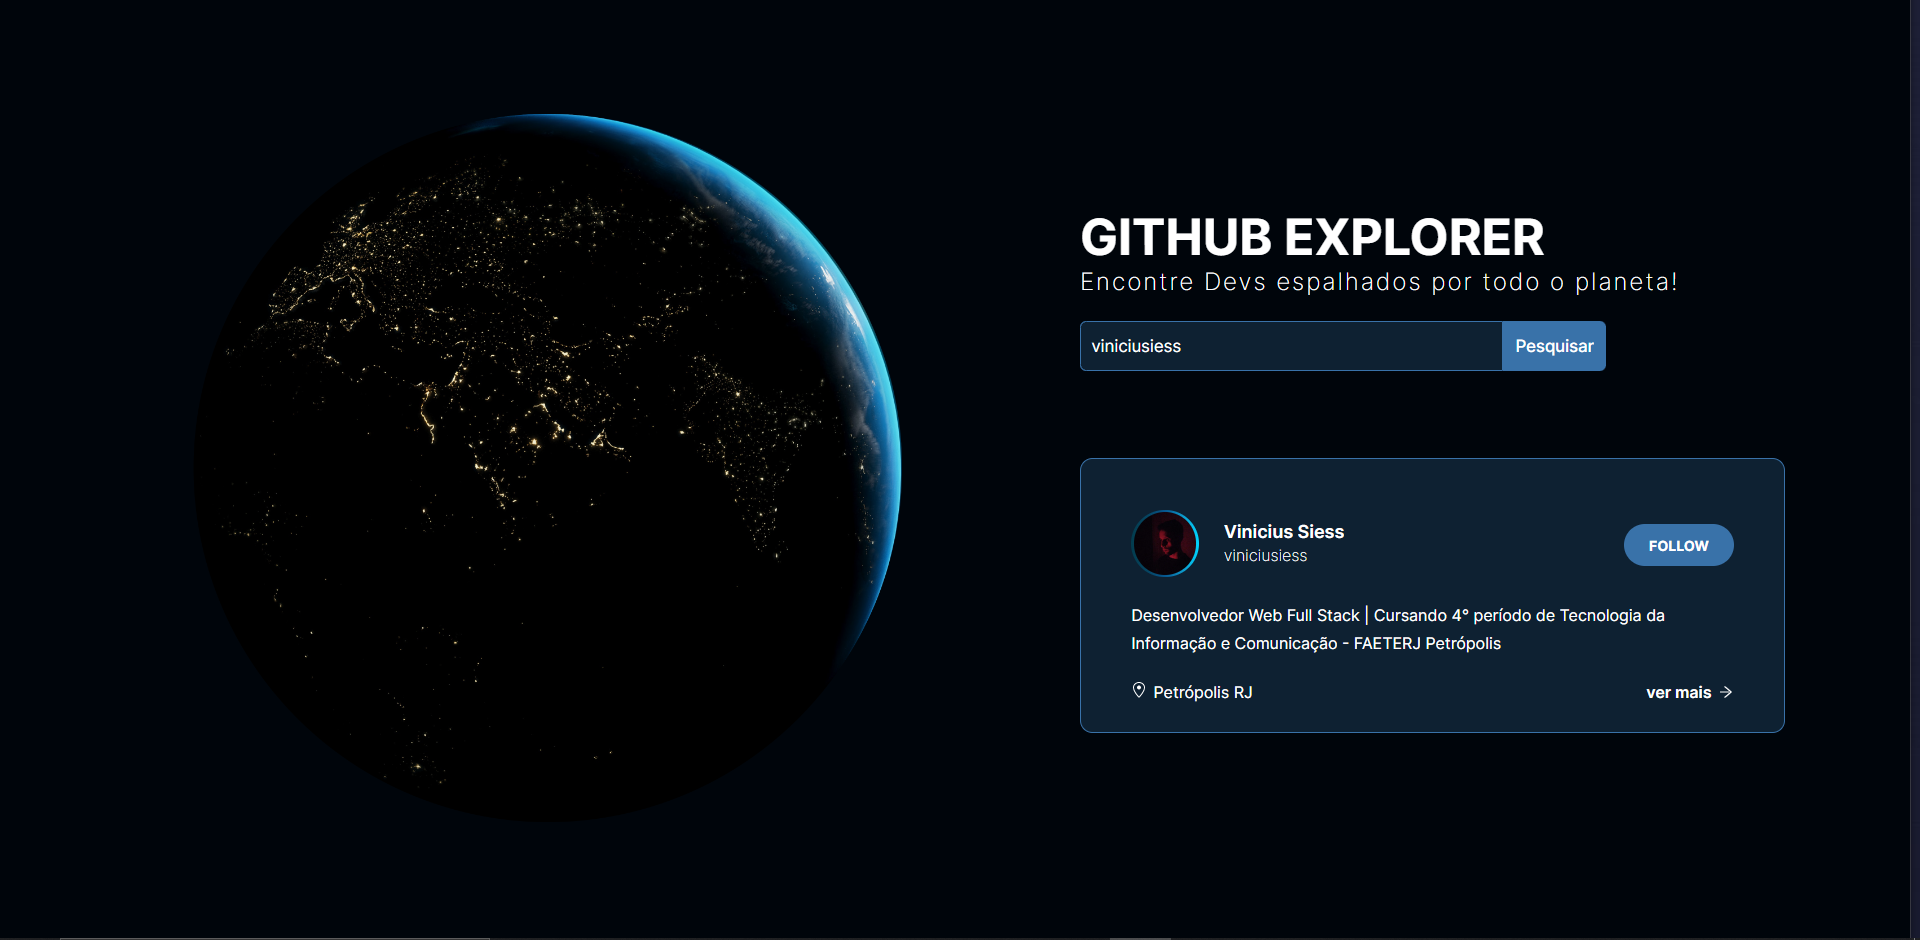 GITHUB EXPLORER
Encontre Devs espalhados por todo o planeta!
viniciusiess
Pesquisar
Vinicius Siess
viniciusiess
FOLLOW
Desenvolvedor Web Full Stack | Cursando 4° período de Tecnologia da
Informação e Comunicação - FAETERJ Petrópolis
Petrópolis RJ
ver mais →